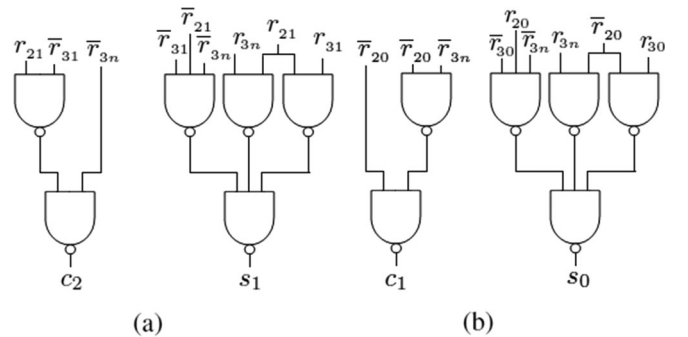 r₂₁ r̅₃₁ r̅₃ₙ r̅₃₁ r̅₂₁ r̅₃ₙ r₃ₙ r₂₁ r₃₁ r̅₂₀ r̅₂₀ r̅₃ₙ r̅₃₀ r₂₀ r̅₃ₙ r₃ₙ r̅₂₀ r₃₀
c₂ s₁ c₁ s₀
(a) (b)